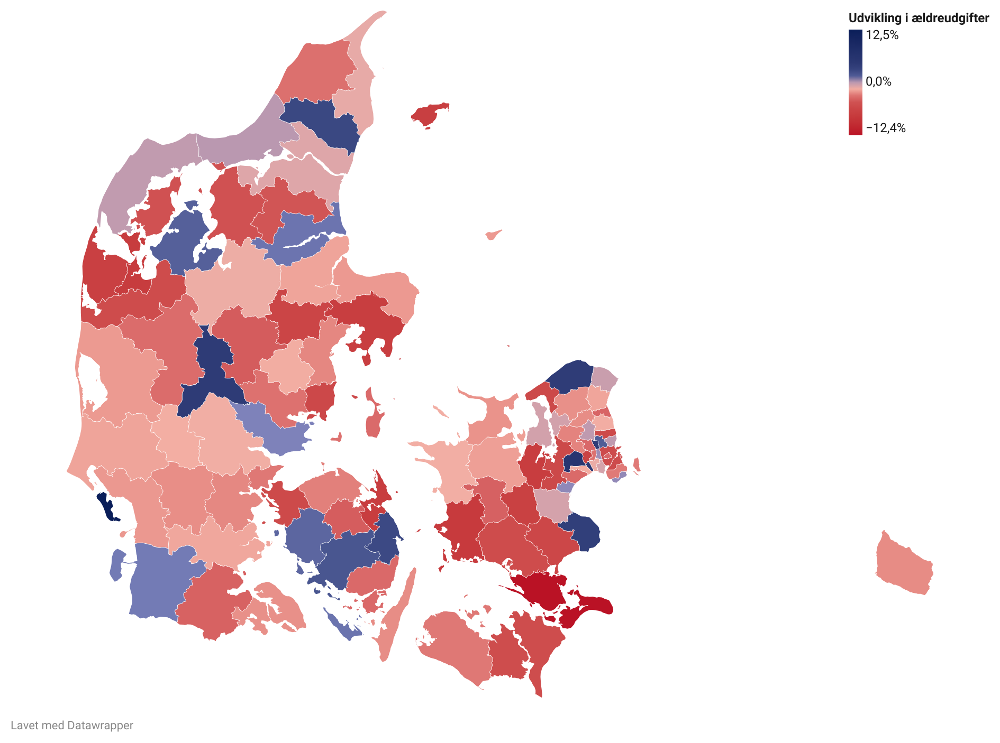 Udvikling i ældreudgifter
12,5%
0,0%
−12,4%
Lavet med Datawrapper